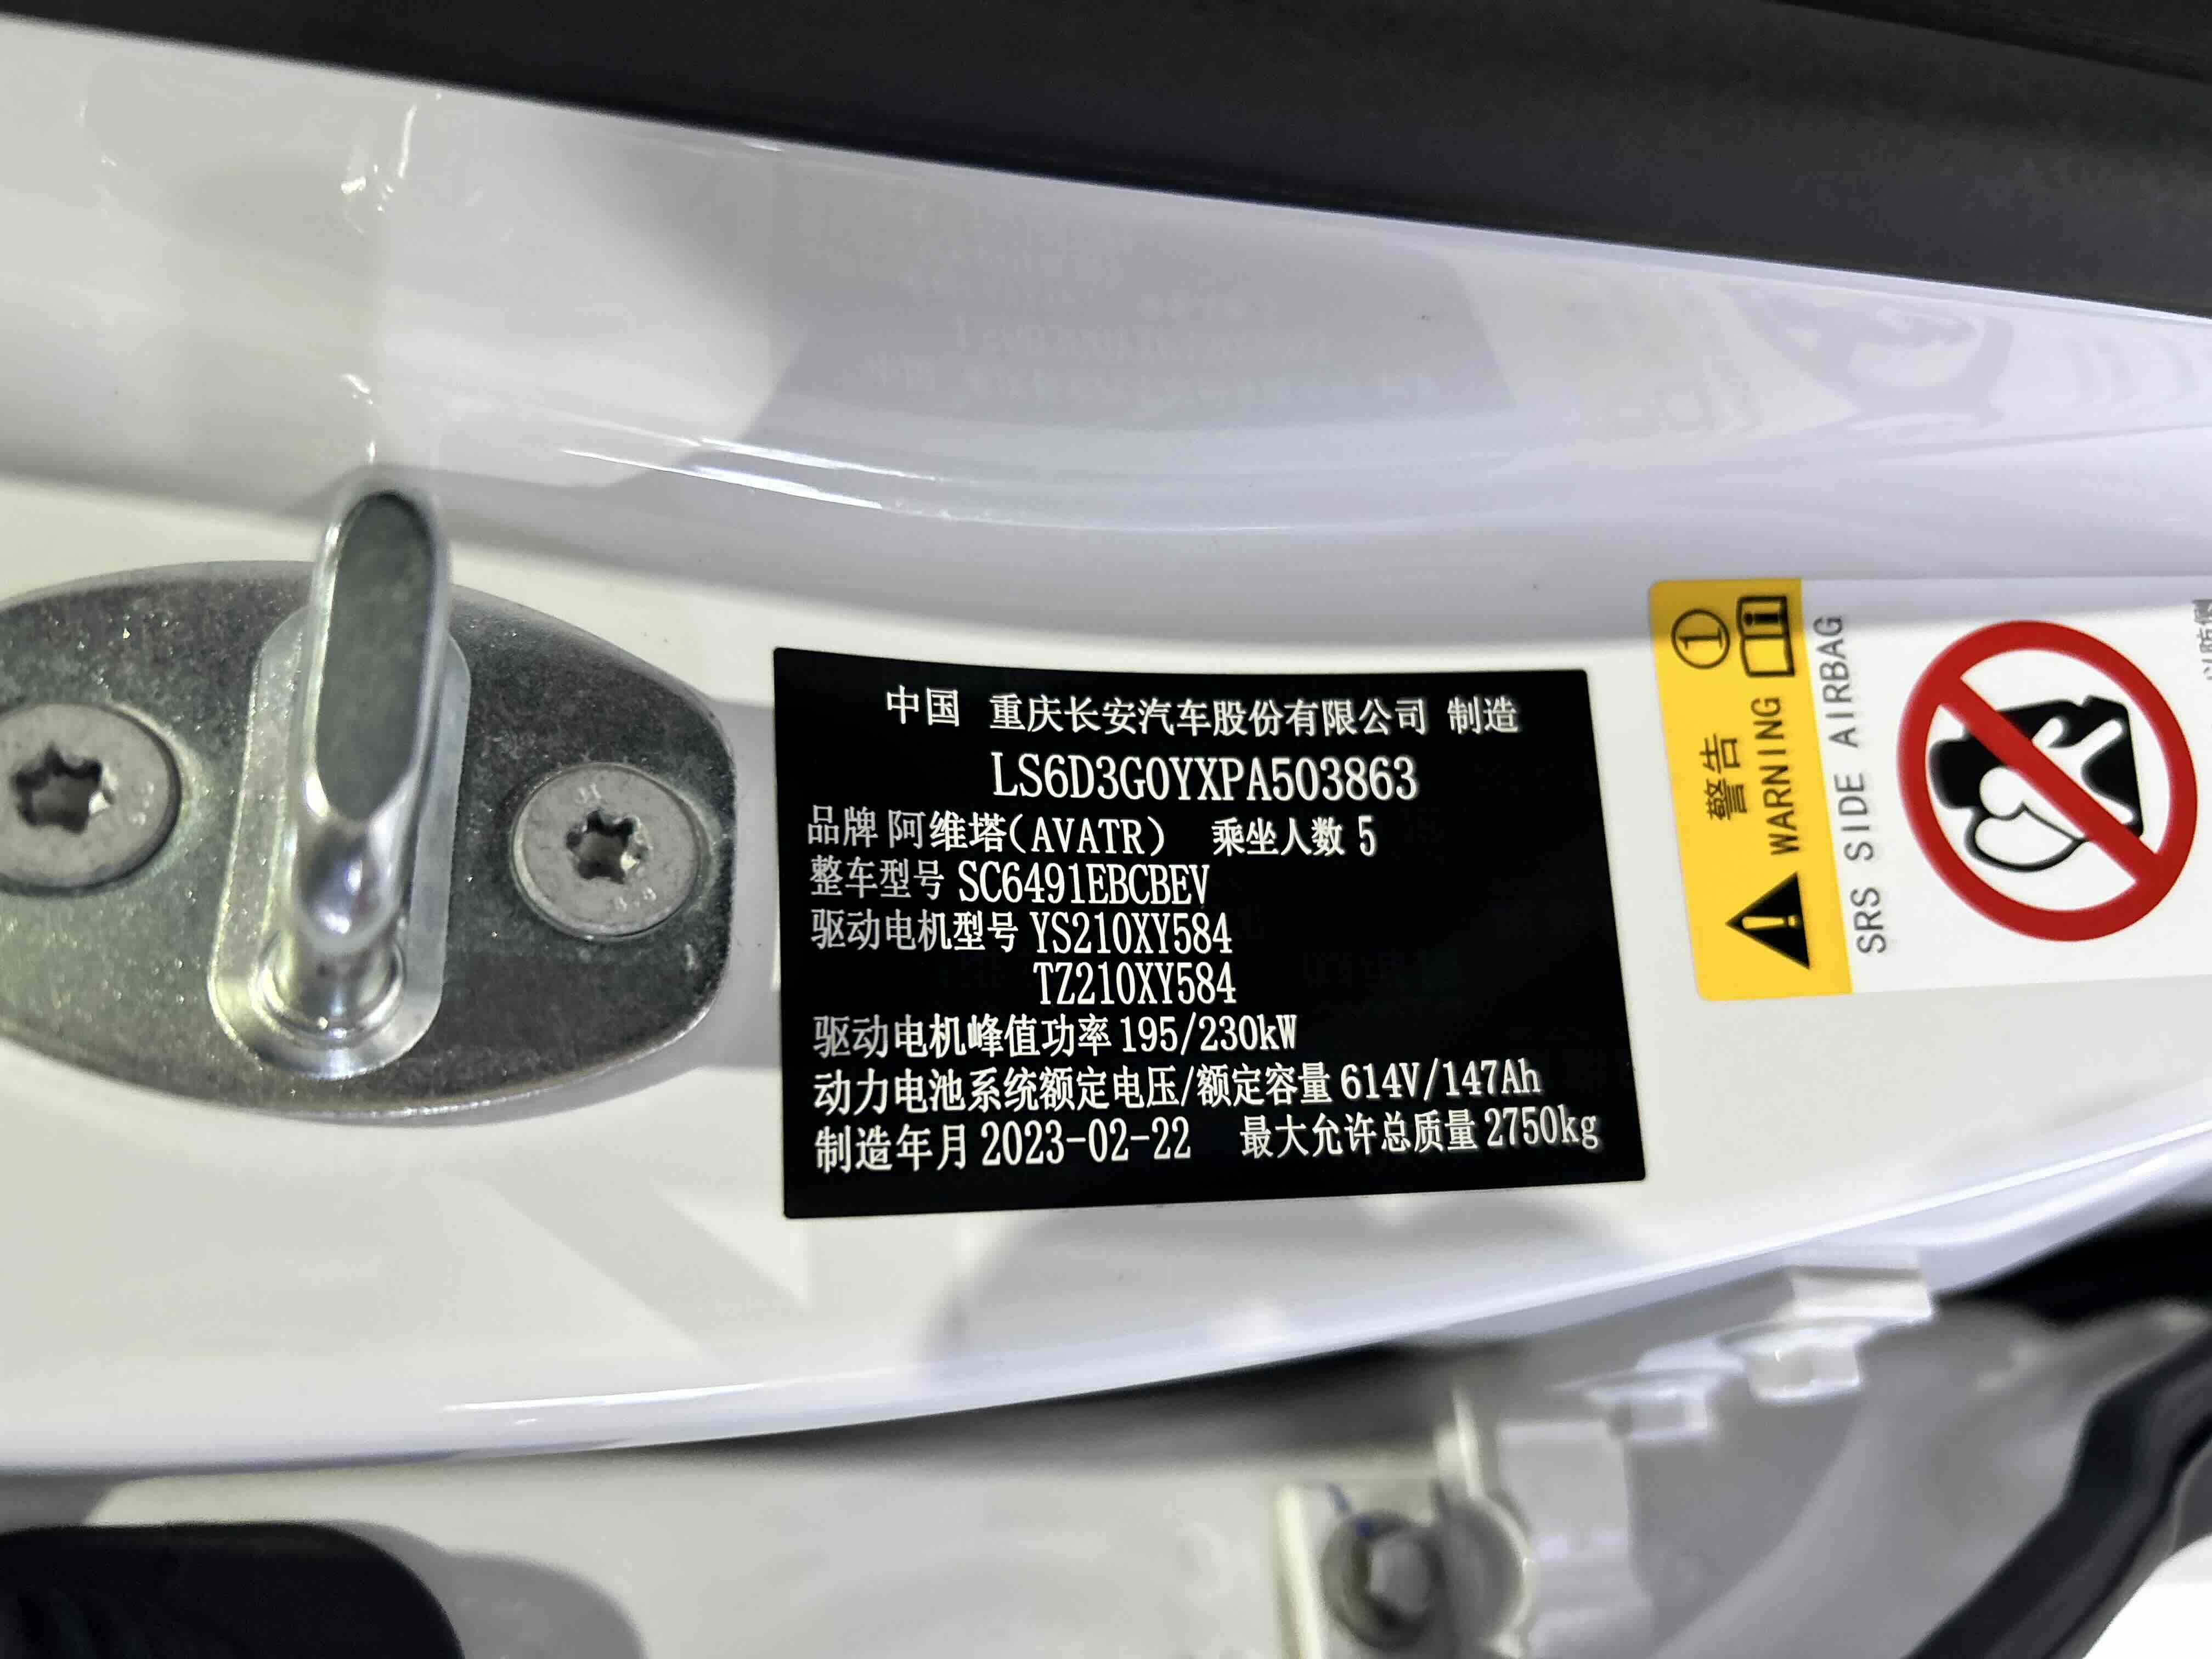 中国 重庆长安汽车股份有限公司 制造
LS6D3G0YXPA503863
品牌 阿维塔(AVATR) 乘坐人数 5
整车型号 SC6491EBCBEV
驱动电机型号 YS210XY584
TZ210XY584
驱动电机峰值功率 195/230kW
动力电池系统额定电压/额定容量 614V/147Ah
制造年月 2023-02-22 最大允许总质量 2750kg
警告 WARNING ①
SRS SIDE AIRBAG